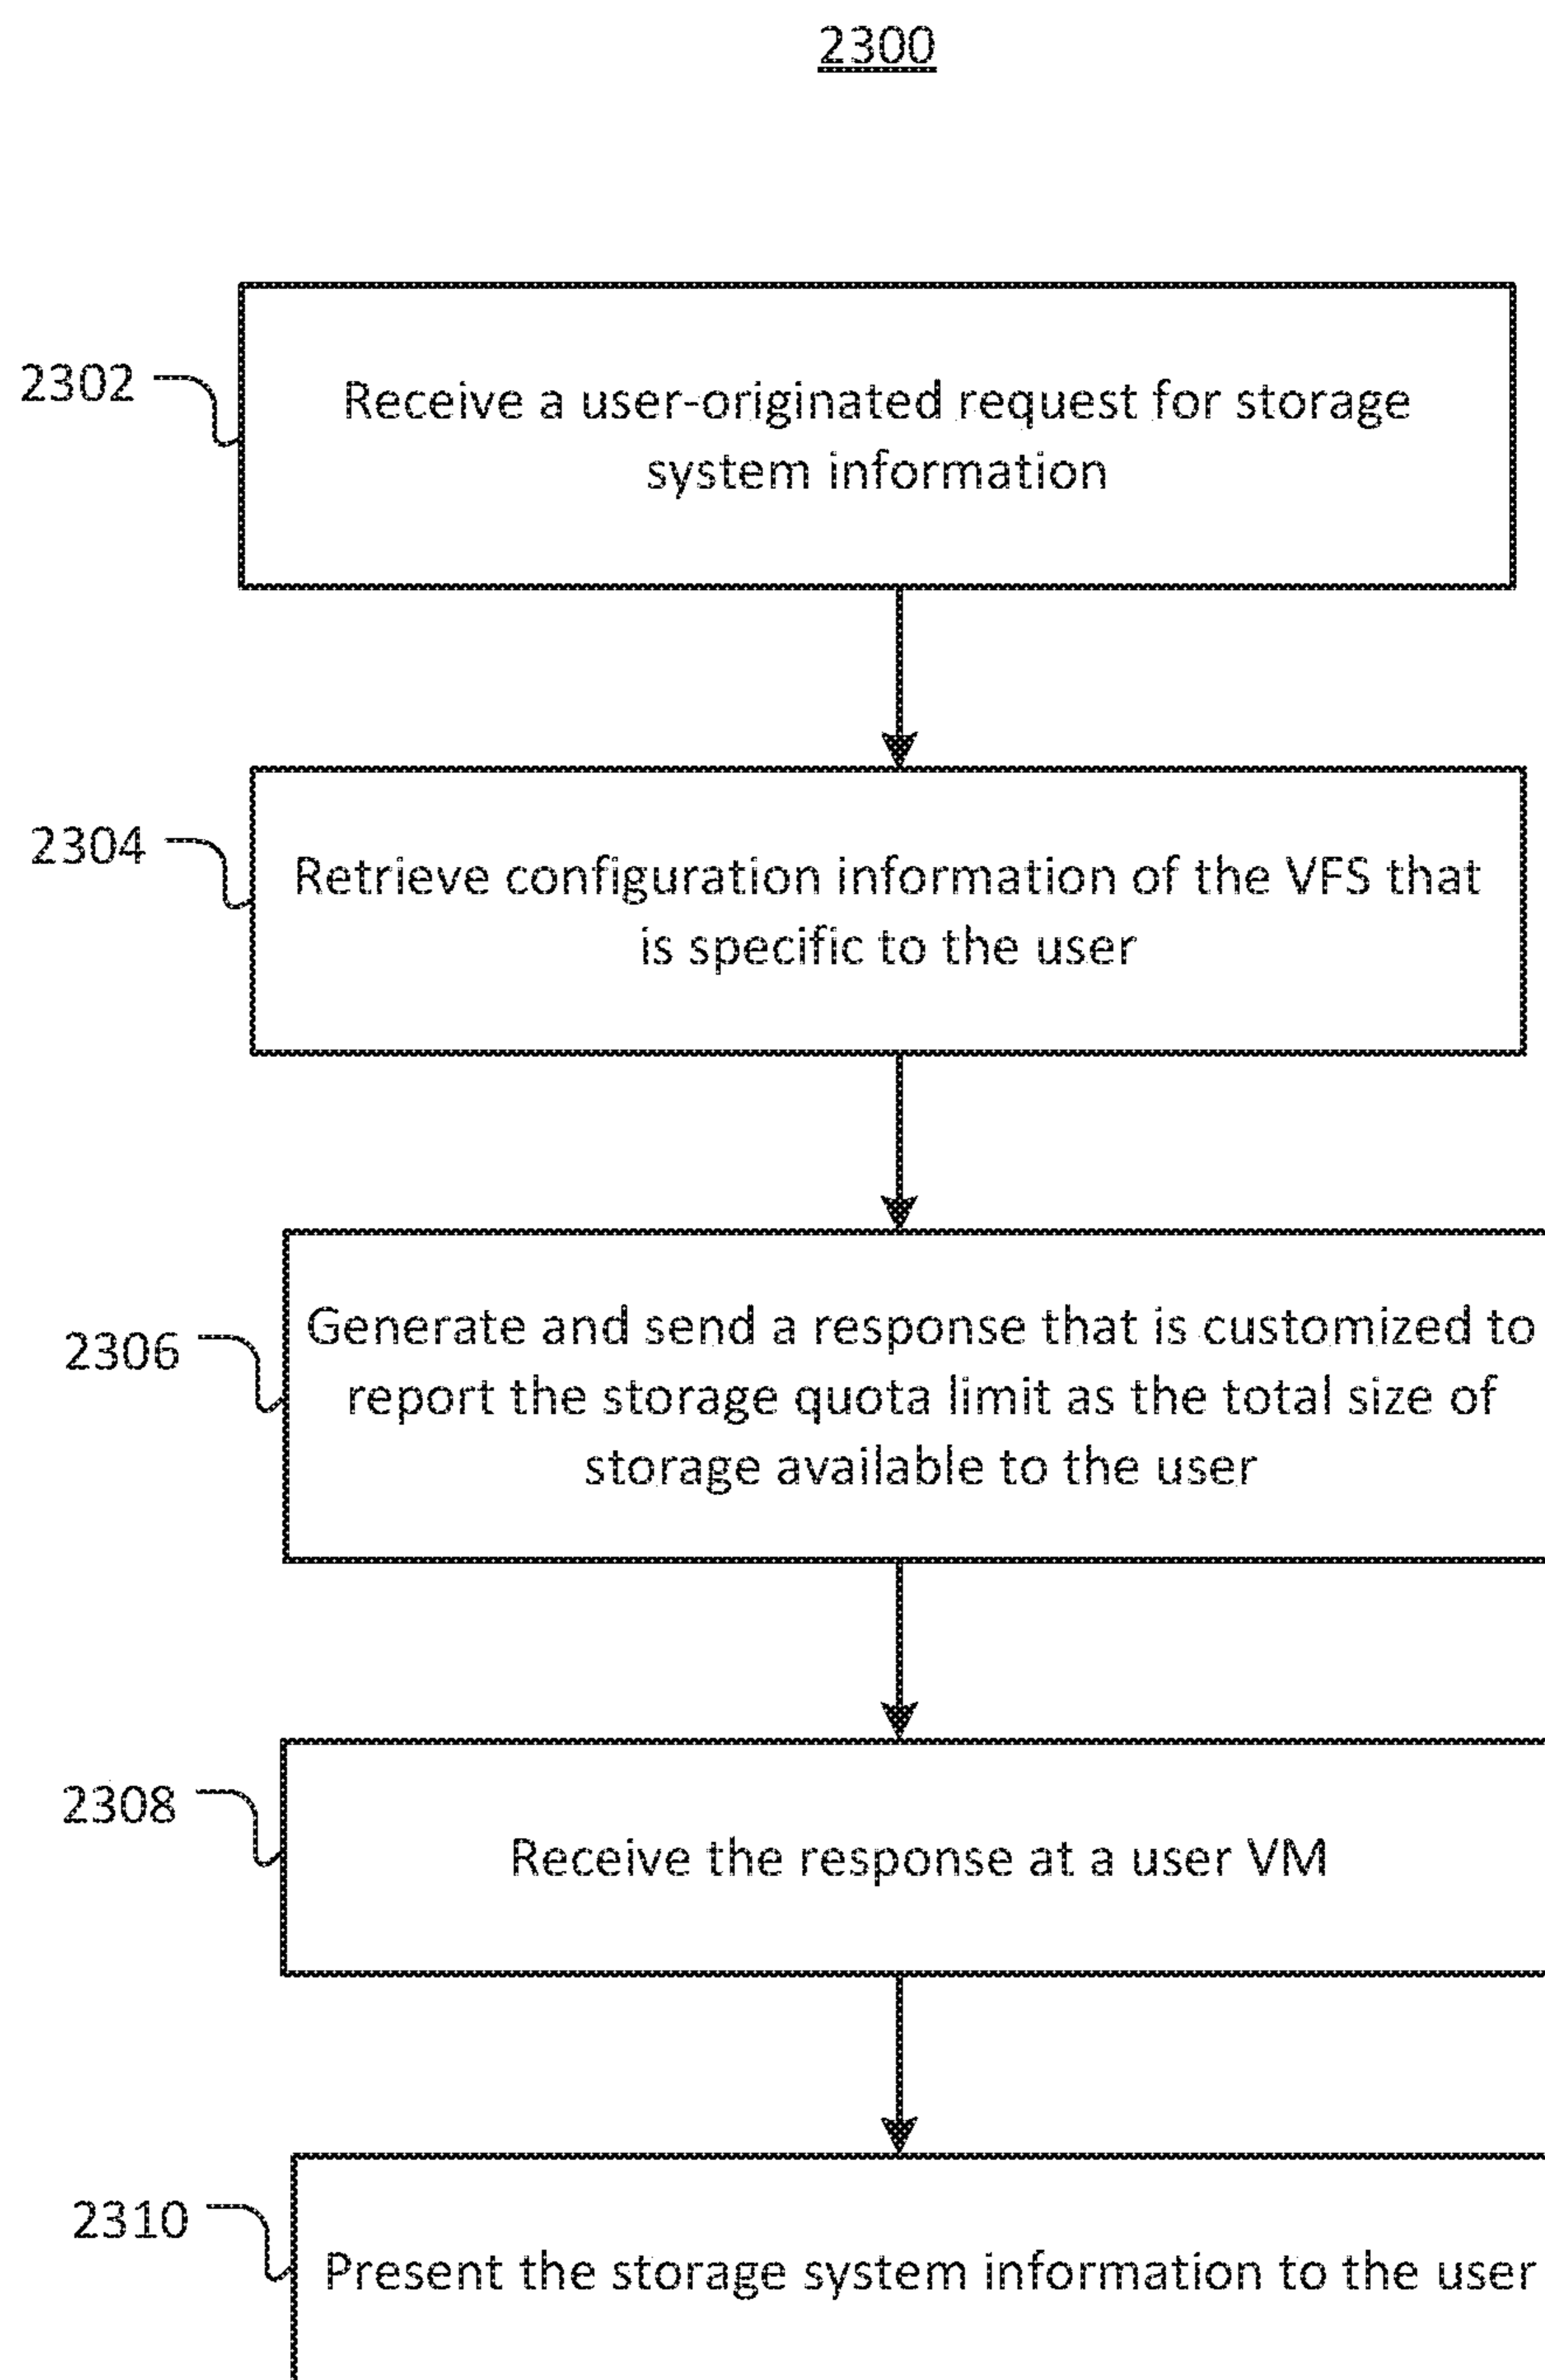 2300
2302
Receive a user-originated request for storage
system information
2304
Retrieve configuration information of the VFS that
is specific to the user
2306
Generate and send a response that is customized to
report the storage quota limit as the total size of
storage available to the user
2308
Receive the response at a user VM
2310
Present the storage system information to the user